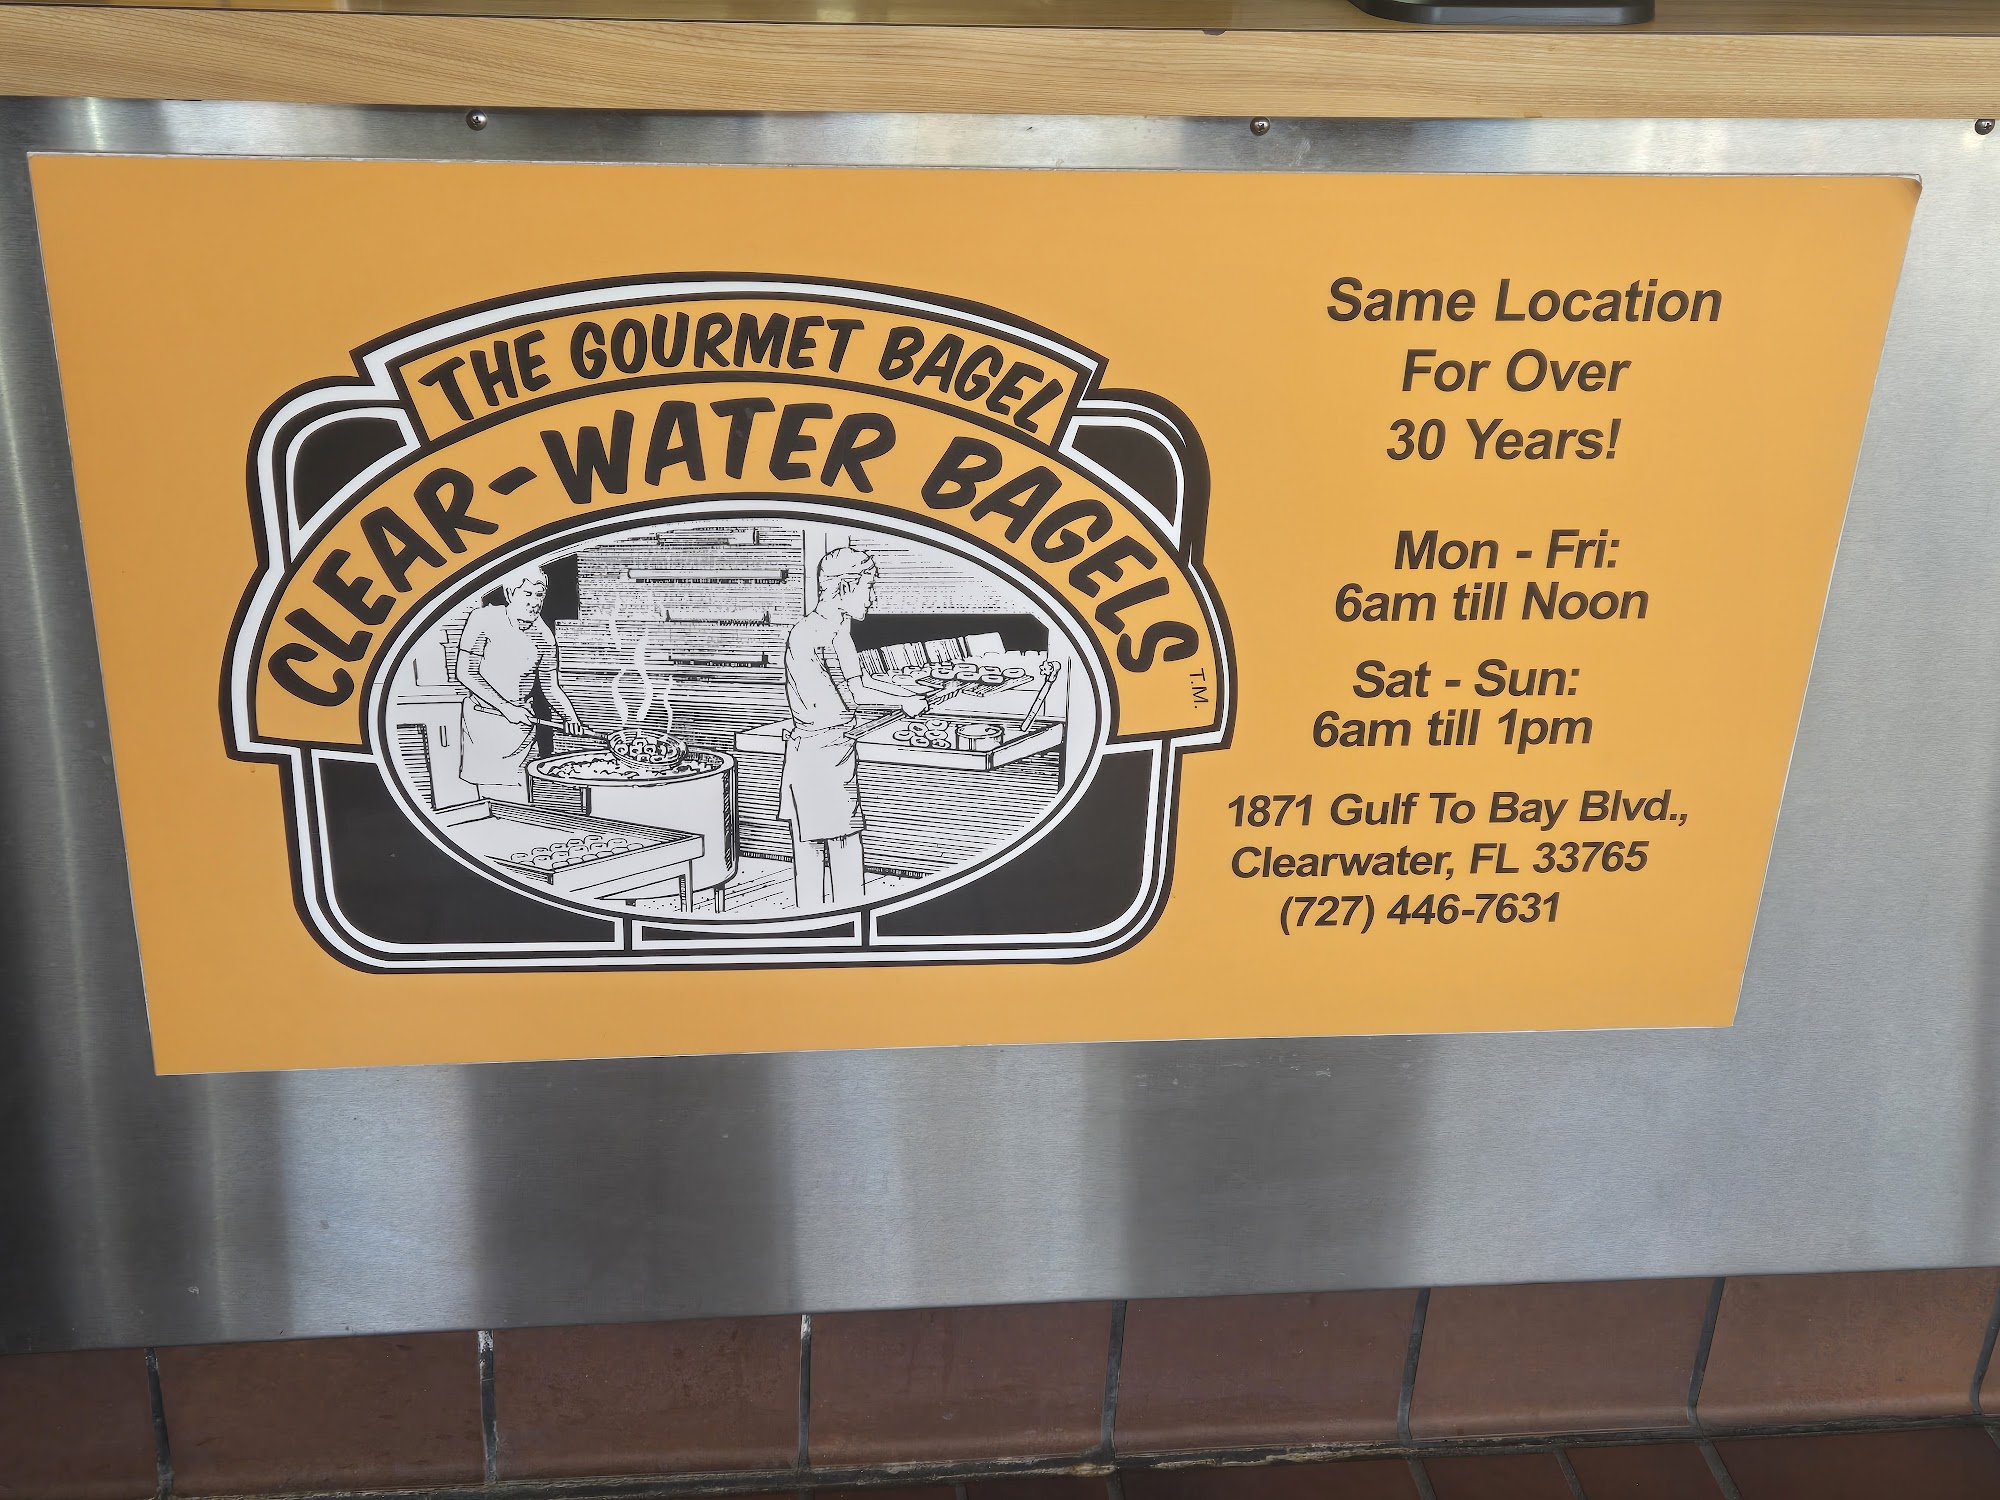 THE GOURMET BAGEL
CLEAR-WATER BAGELS
T.M.
Same Location
For Over
30 Years!
Mon - Fri:
6am till Noon
Sat - Sun:
6am till 1pm
1871 Gulf To Bay Blvd.,
Clearwater, FL 33765
(727) 446-7631